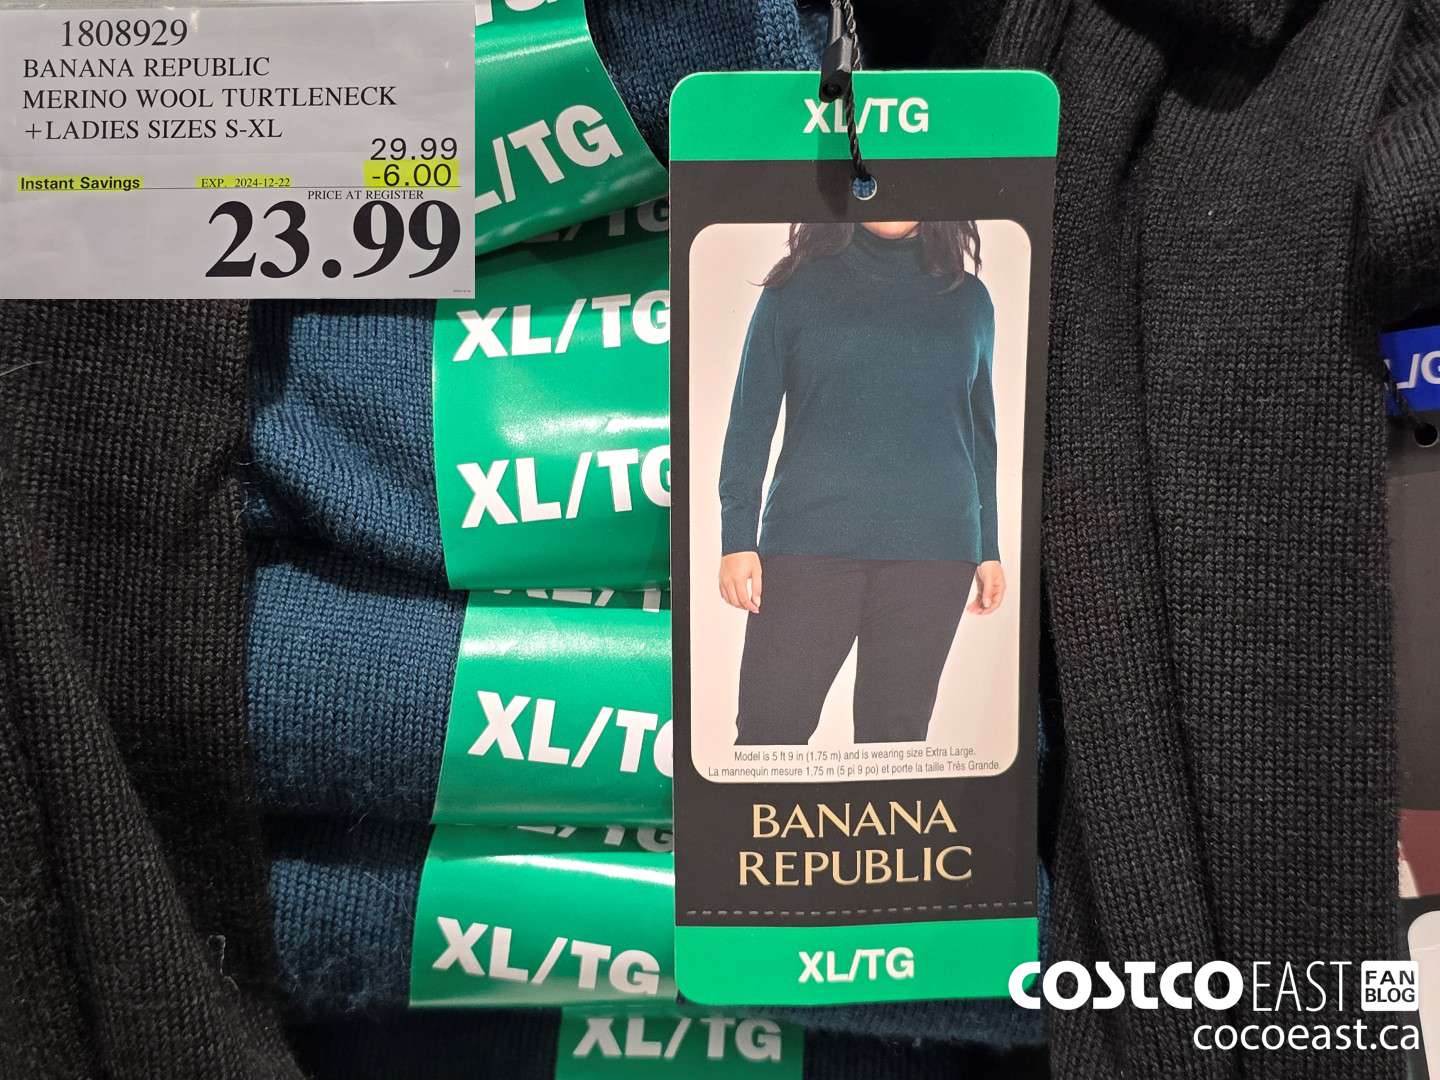 1808929
BANANA REPUBLIC
MERINO WOOL TURTLENECK
+LADIES SIZES S-XL
29.99
Instant Savings EXP. 2024-12-22 -6.00
PRICE AT REGISTER
23.99
L/TG
XL/TG
XL/TG
XL/TG
XL/TG
XL/TG
XL/TG
Model is 5 ft 9 in (1.75 m) and is wearing size Extra Large.
La mannequin mesure 1,75 m (5 pi 9 po) et porte la taille Très Grande.
BANANA
REPUBLIC
XL/TG
L/G
COSTCO EAST FAN BLOG
cocoeast.ca